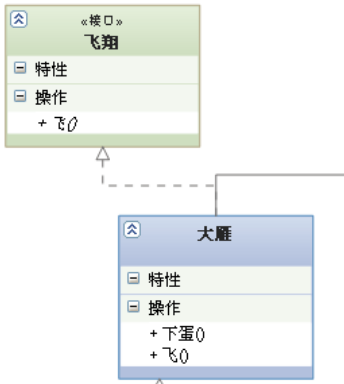 «接口»
飞翔
特性
操作
+ 飞()
大雁
特性
操作
+ 下蛋()
+ 飞()